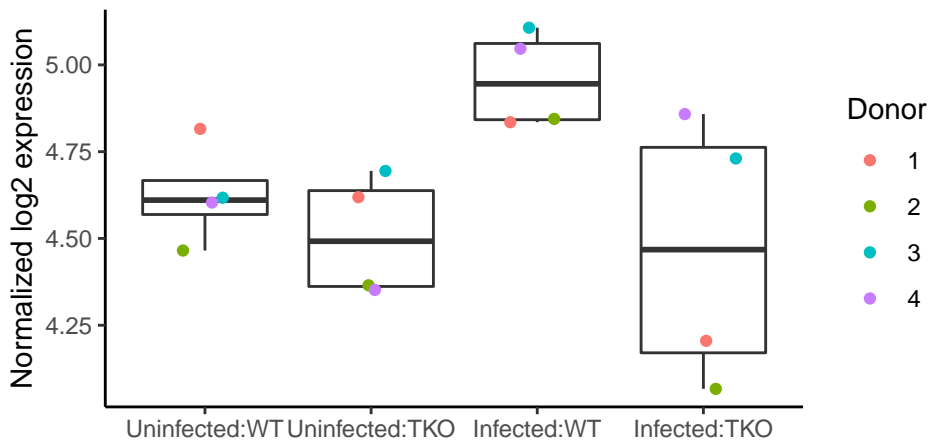 Normalized log2 expression
5.00
4.75
4.50
4.25
Uninfected:WT
Uninfected:TKO
Infected:WT
Infected:TKO
Donor
1
2
3
4